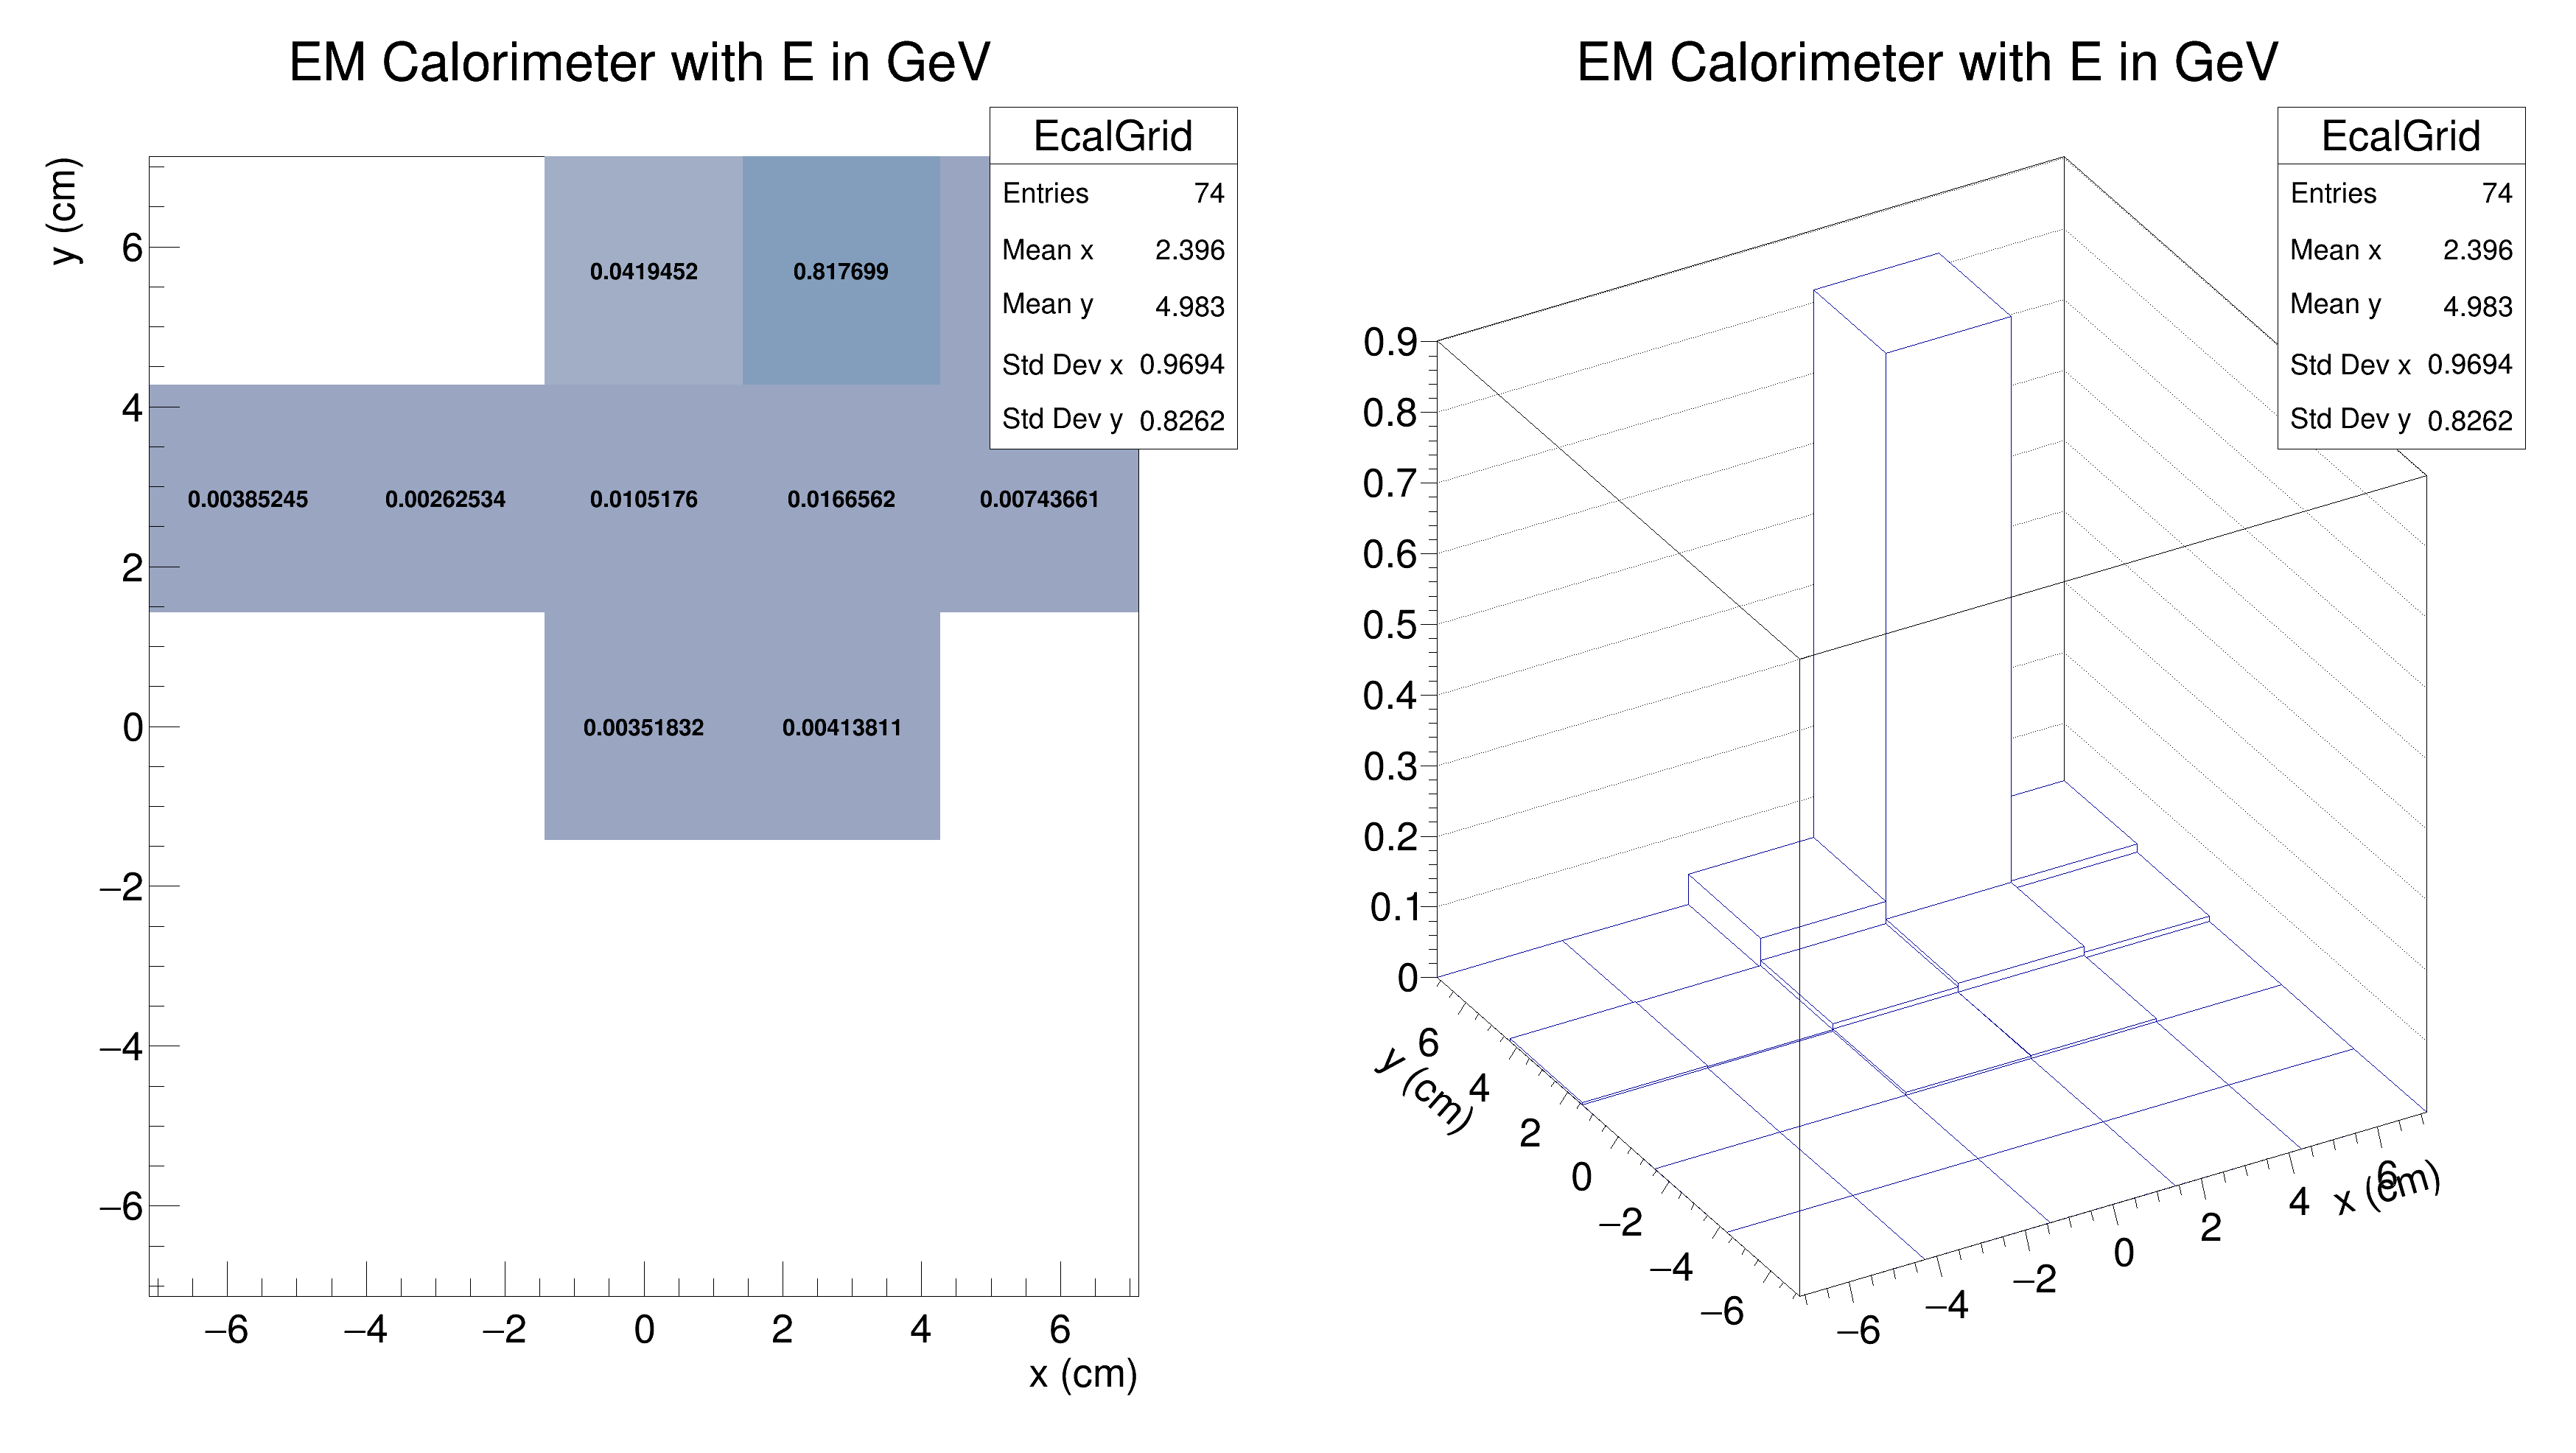 EM Calorimeter with E in GeV
EcalGrid
Entries 74
Mean x 2.396
Mean y 4.983
Std Dev x 0.9694
Std Dev y 0.8262
y (cm)
6
4
2
0
−2
−4
−6
0.0419452 0.817699
0.00385245 0.00262534 0.0105176 0.0166562 0.00743661
0.00351832 0.00413811
−6 −4 −2 0 2 4 6
x (cm)
EM Calorimeter with E in GeV
EcalGrid
Entries 74
Mean x 2.396
Mean y 4.983
Std Dev x 0.9694
Std Dev y 0.8262
0.9
0.8
0.7
0.6
0.5
0.4
0.3
0.2
0.1
0
6
4
2
0
−2
−4
−6
y (cm)
−6 −4 −2 0 2 4 6
x (cm)